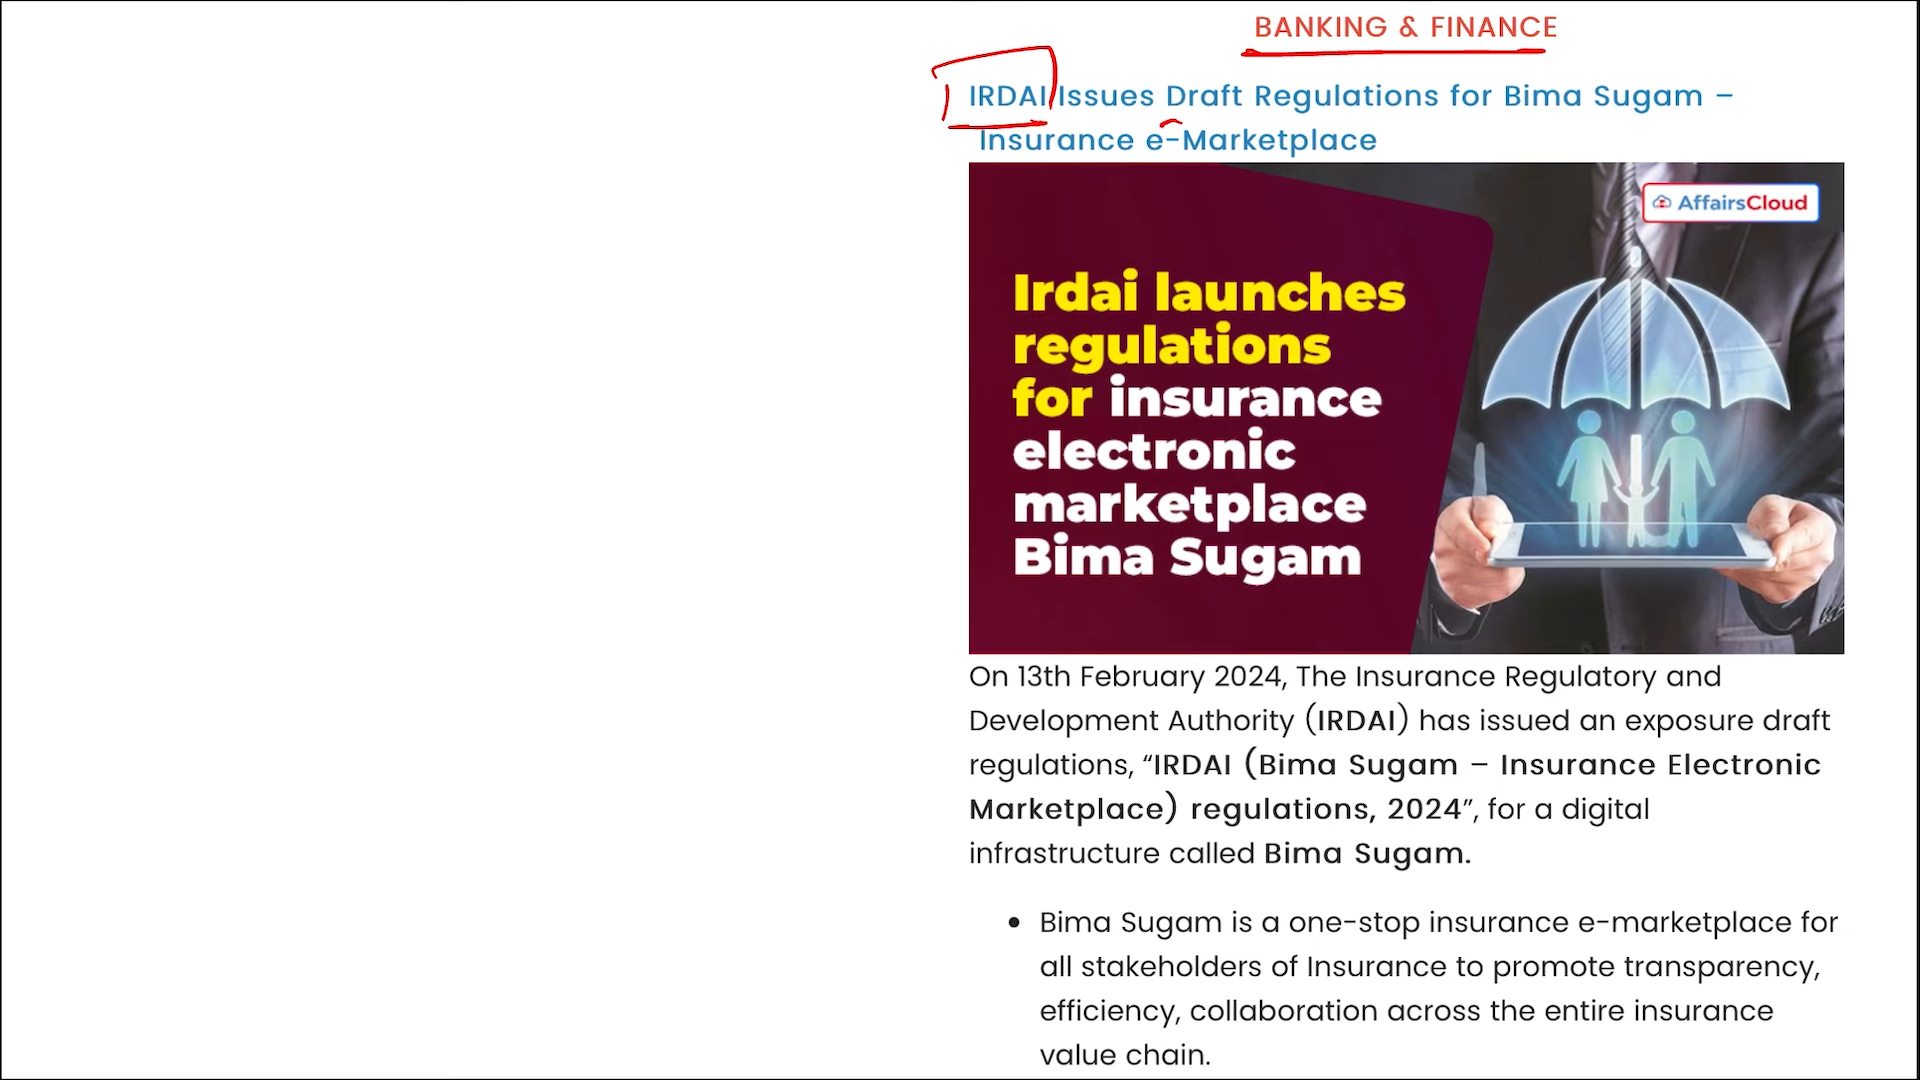 BANKING & FINANCE
IRDAI Issues Draft Regulations for Bima Sugam –
Insurance e-Marketplace
AffairsCloud
Irdai launches
regulations
for insurance
electronic
marketplace
Bima Sugam
On 13th February 2024, The Insurance Regulatory and
Development Authority (IRDAI) has issued an exposure draft
regulations, “IRDAI (Bima Sugam – Insurance Electronic
Marketplace) regulations, 2024”, for a digital
infrastructure called Bima Sugam.
• Bima Sugam is a one-stop insurance e-marketplace for
all stakeholders of Insurance to promote transparency,
efficiency, collaboration across the entire insurance
value chain.